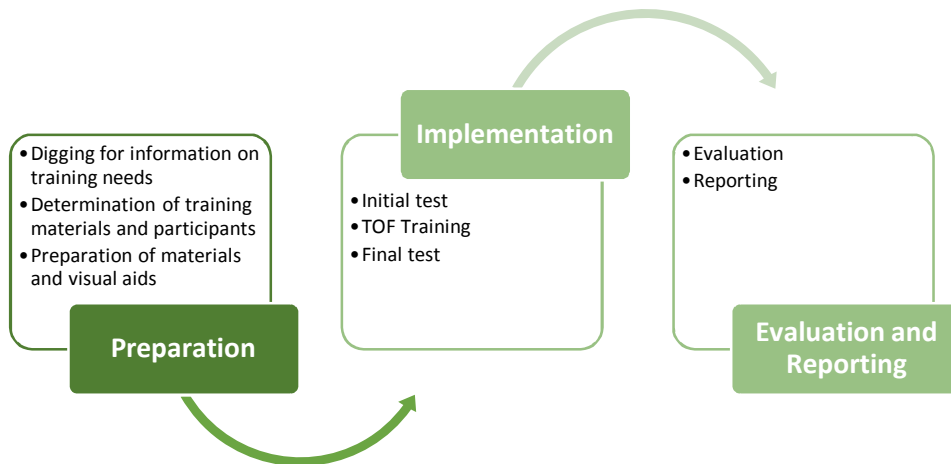 • Digging for information on
training needs
• Determination of training
materials and participants
• Preparation of materials
and visual aids
Preparation
Implementation
• Initial test
• TOF Training
• Final test
• Evaluation
• Reporting
Evaluation and
Reporting